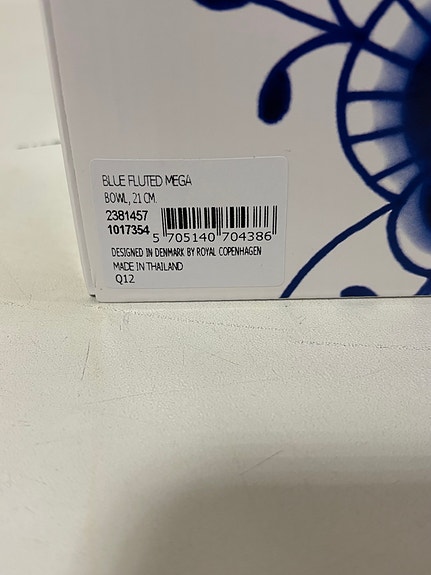 BLUE FLUTED MEGA
BOWL, 21 CM.
2381457
1017354
5 705140 704386
DESIGNED IN DENMARK BY ROYAL COPENHAGEN
MADE IN THAILAND
Q12